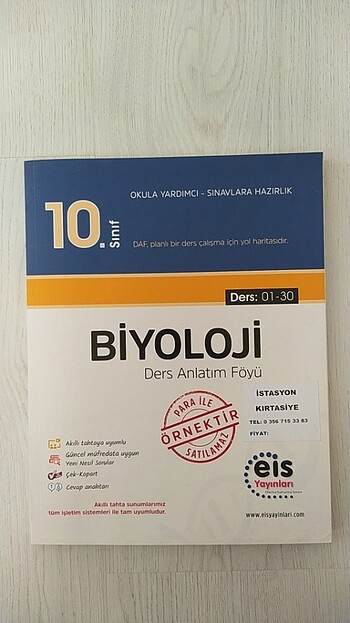 OKULA YARDIMCI - SINAVLARA HAZIRLIK
10. Sınıf
DAF, planlı bir ders çalışma için yol haritasıdır.
Ders: 01-30
BİYOLOJİ
Ders Anlatım Föyü
PARA İLE
ÖRNEKTİR
SATILAMAZ
İSTASYON
KIRTASİYE
TEL: 0 356 715 33 83
FİYAT:
Akıllı tahtaya uyumlu
Güncel müfredata uygun
Yeni Nesil Sorular
Çek-Kopart
Cevap anahtarı
eis
Yayınları
Akıllı tahta sunumlarımız
tüm işletim sistemleri ile tam uyumludur.
www.eisyayinlari.com